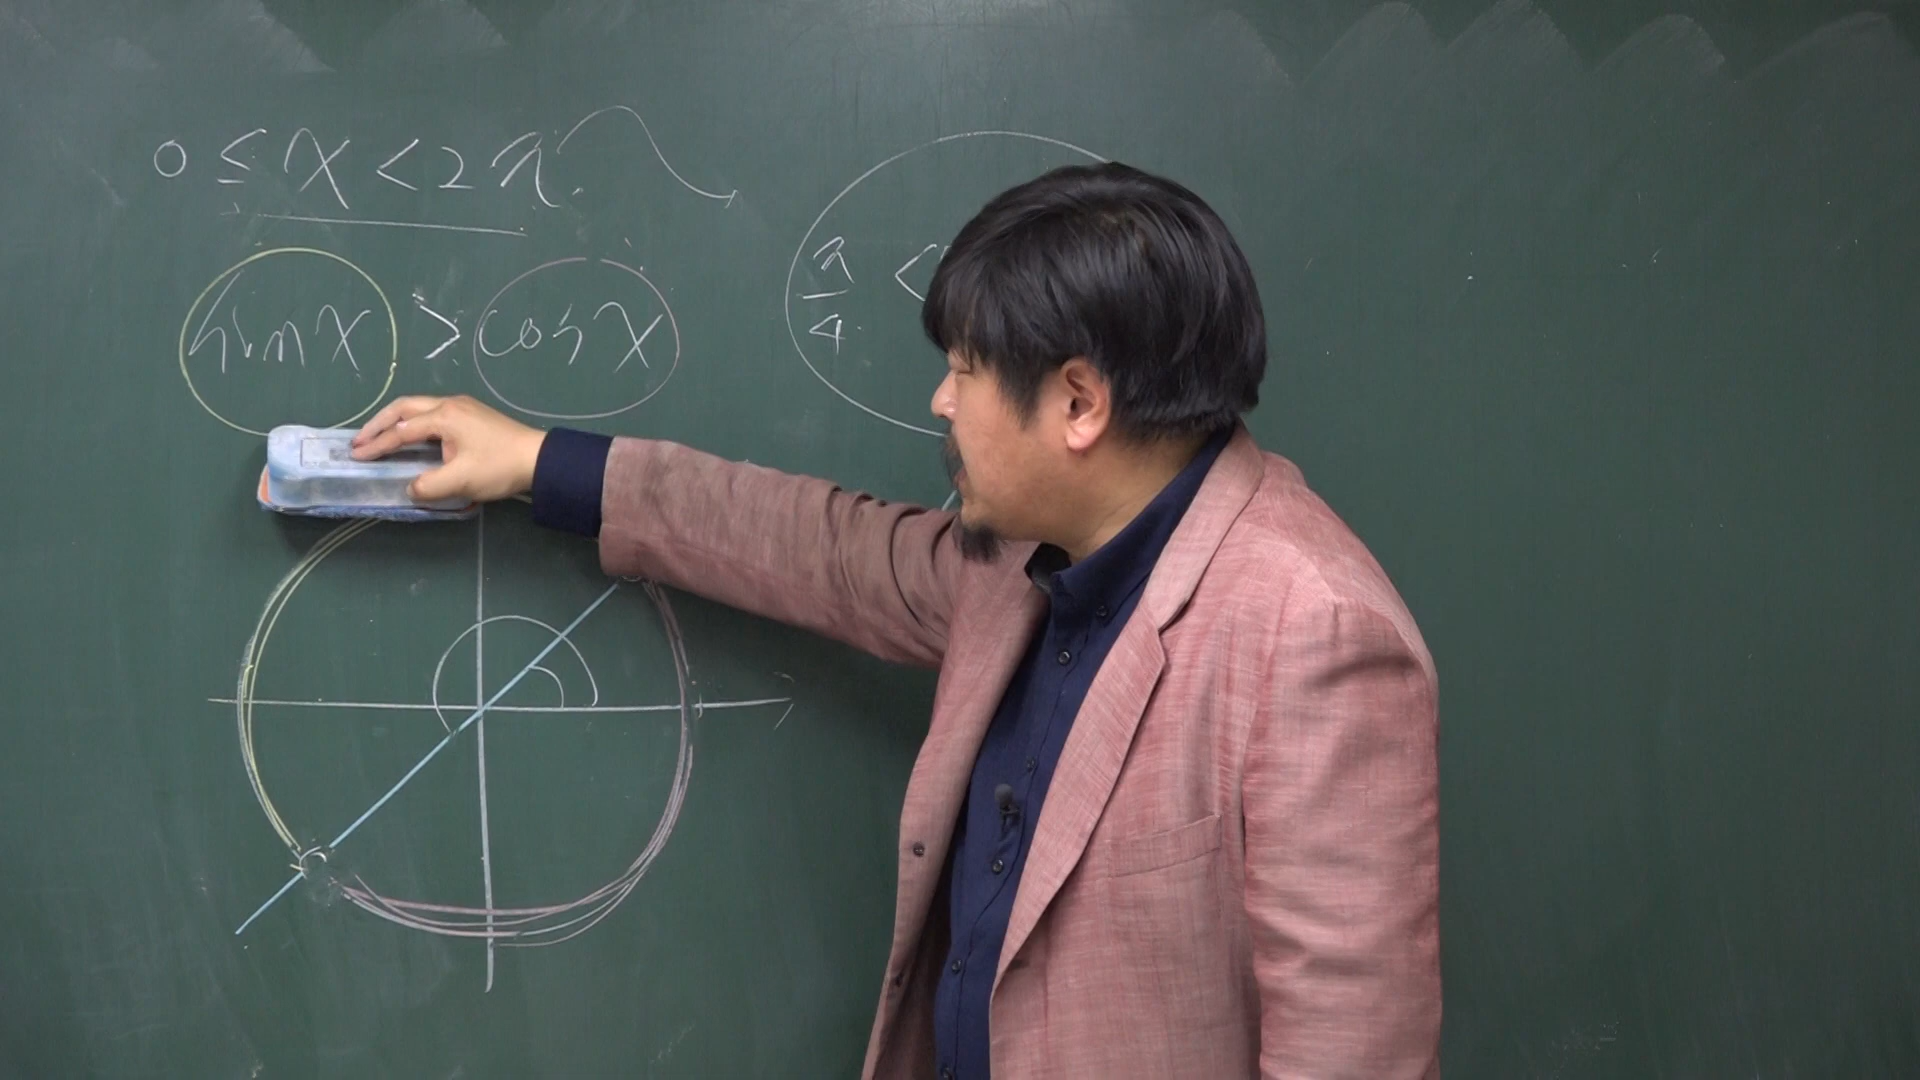 0 ≤ x < 2π
sin x > cos x
π/4 <